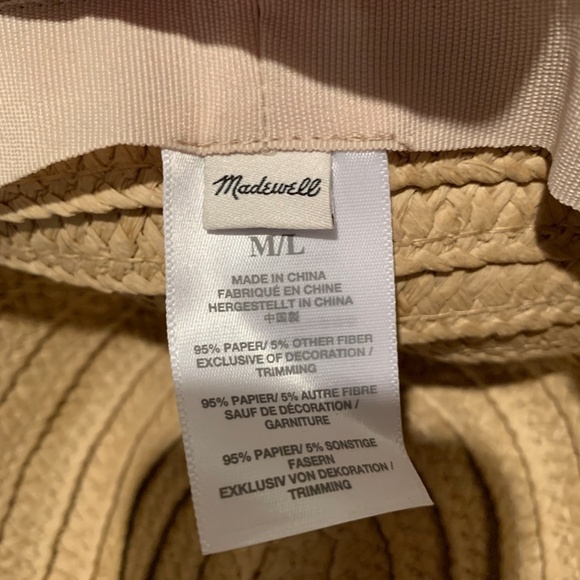 Madewell
M/L
MADE IN CHINA
FABRIQUÉ EN CHINE
HERGESTELLT IN CHINA
中国製
95% PAPER/ 5% OTHER FIBER
EXCLUSIVE OF DECORATION /
TRIMMING
95% PAPIER/ 5% AUTRE FIBRE
SAUF DE DÉCORATION /
GARNITURE
95% PAPIER/ 5% SONSTIGE
FASERN
EXKLUSIV VON DEKORATION /
TRIMMING